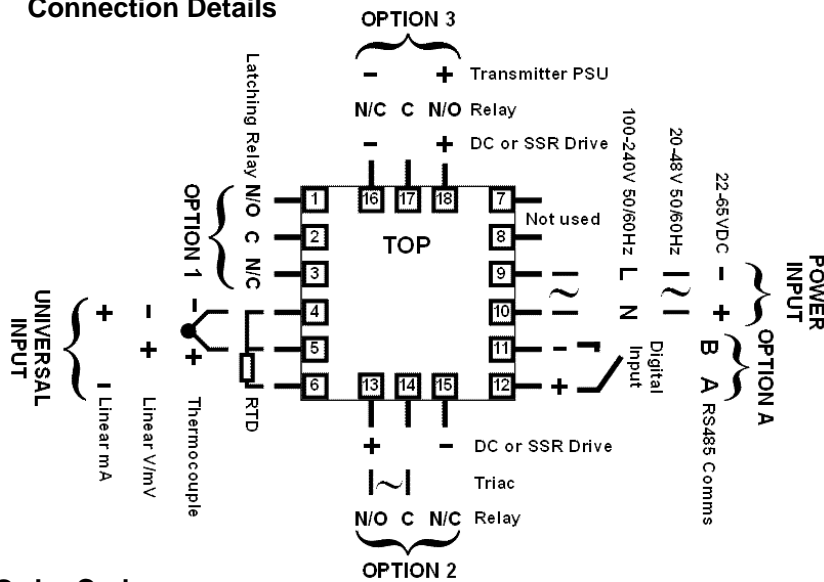 Connection Details
OPTION 3
- + Transmitter PSU
N/C C N/O Relay
- + DC or SSR Drive
Latching Relay
N/O C N/C
OPTION 1
1
2
3
4
5
6
16 17 18
TOP
7
8
9
10
11
12
13 14 15
Not used
100-240V 50/60Hz
L N
20-48V 50/60Hz
22-65VDC
- +
POWER
INPUT
~
~
- +
Digital
Input
B A
RS485 Comms
OPTION A
UNIVERSAL
INPUT
+ - Linear mA
- + Linear V/mV
- + Thermocouple
RTD
+ - DC or SSR Drive
~ Triac
N/O C N/C Relay
OPTION 2